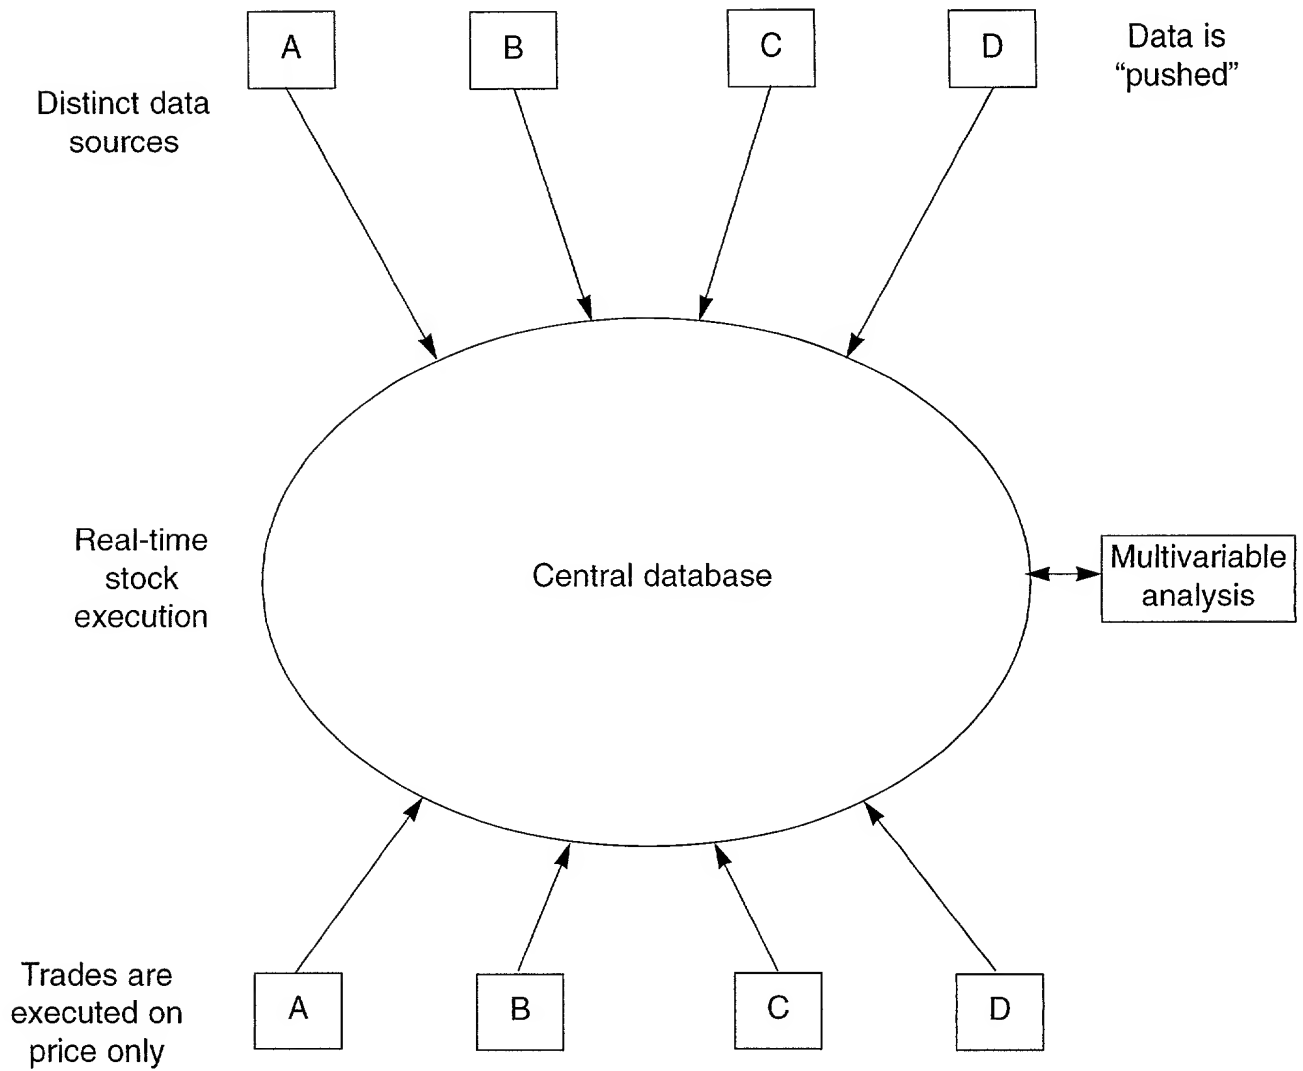 A
B
C
D
Data is
“pushed”
Distinct data
sources
Real-time
stock
execution
Central database
Multivariable
analysis
Trades are
executed on
price only
A
B
C
D